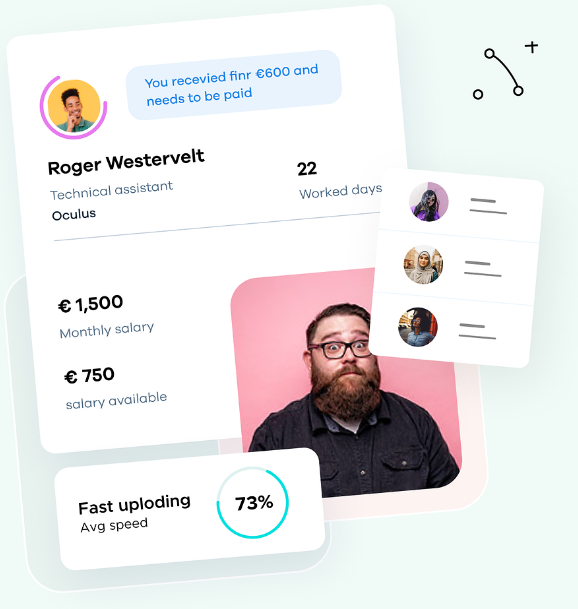 You recevied finr €600 and
needs to be paid
Roger Westervelt
Technical assistant
Oculus
22
Worked days
€ 1,500
Monthly salary
€ 750
salary available
Fast uploding
Avg speed
73%